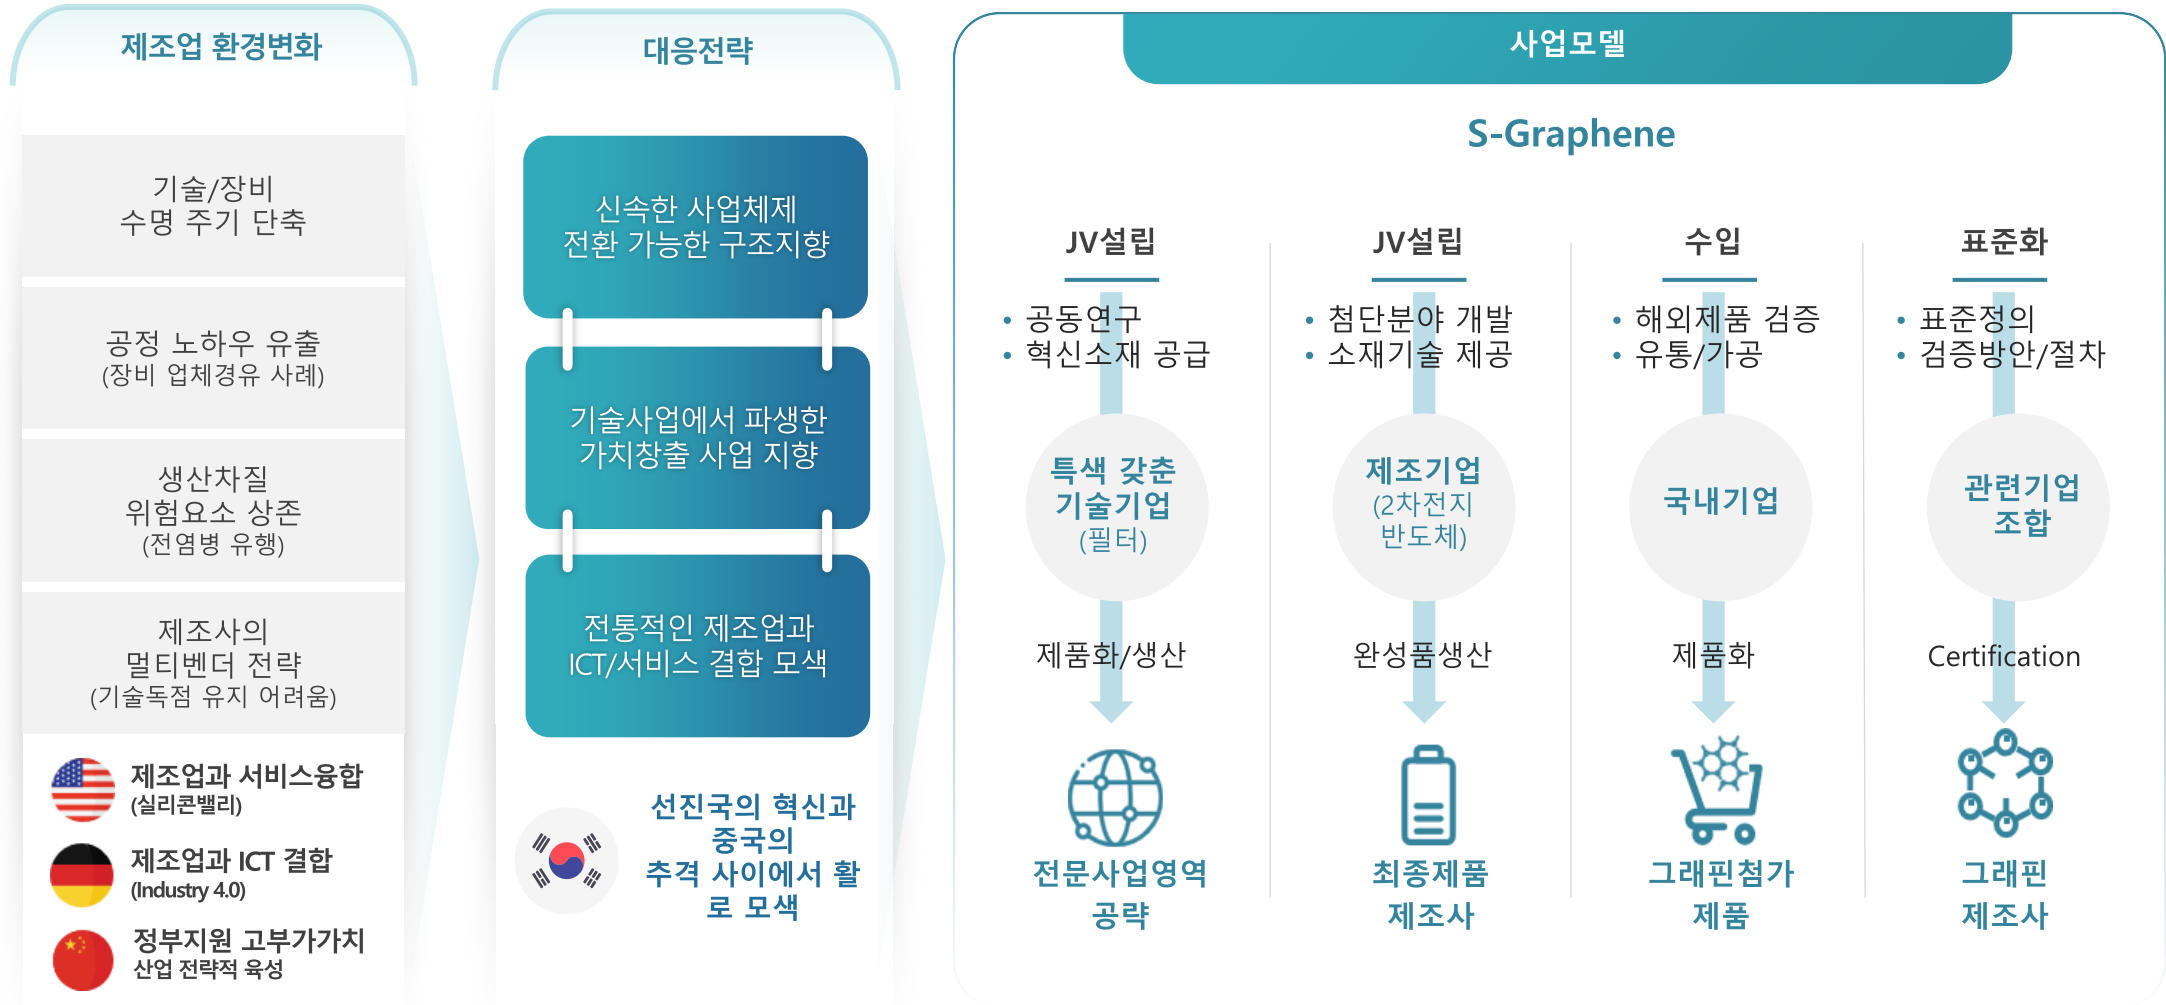 제조업 환경변화
기술/장비
수명 주기 단축
공정 노하우 유출
(장비 업체경유 사례)
생산차질
위험요소 상존
(전염병 유행)
제조사의
멀티벤더 전략
(기술독점 유지 어려움)
제조업과 서비스융합
(실리콘밸리)
제조업과 ICT 결합
(Industry 4.0)
정부지원 고부가가치
산업 전략적 육성
대응전략
신속한 사업체제
전환 가능한 구조지향
기술사업에서 파생한
가치창출 사업 지향
전통적인 제조업과
ICT/서비스 결합 모색
선진국의 혁신과
중국의
추격 사이에서 활
로 모색
사업모델
S-Graphene
JV설립
• 공동연구
• 혁신소재 공급
특색 갖춘
기술기업
(필터)
제품화/생산
전문사업영역
공략
JV설립
• 첨단분야 개발
• 소재기술 제공
제조기업
(2차전지
반도체)
완성품생산
최종제품
제조사
수입
• 해외제품 검증
• 유통/가공
국내기업
제품화
그래핀첨가
제품
표준화
• 표준정의
• 검증방안/절차
관련기업
조합
Certification
그래핀
제조사